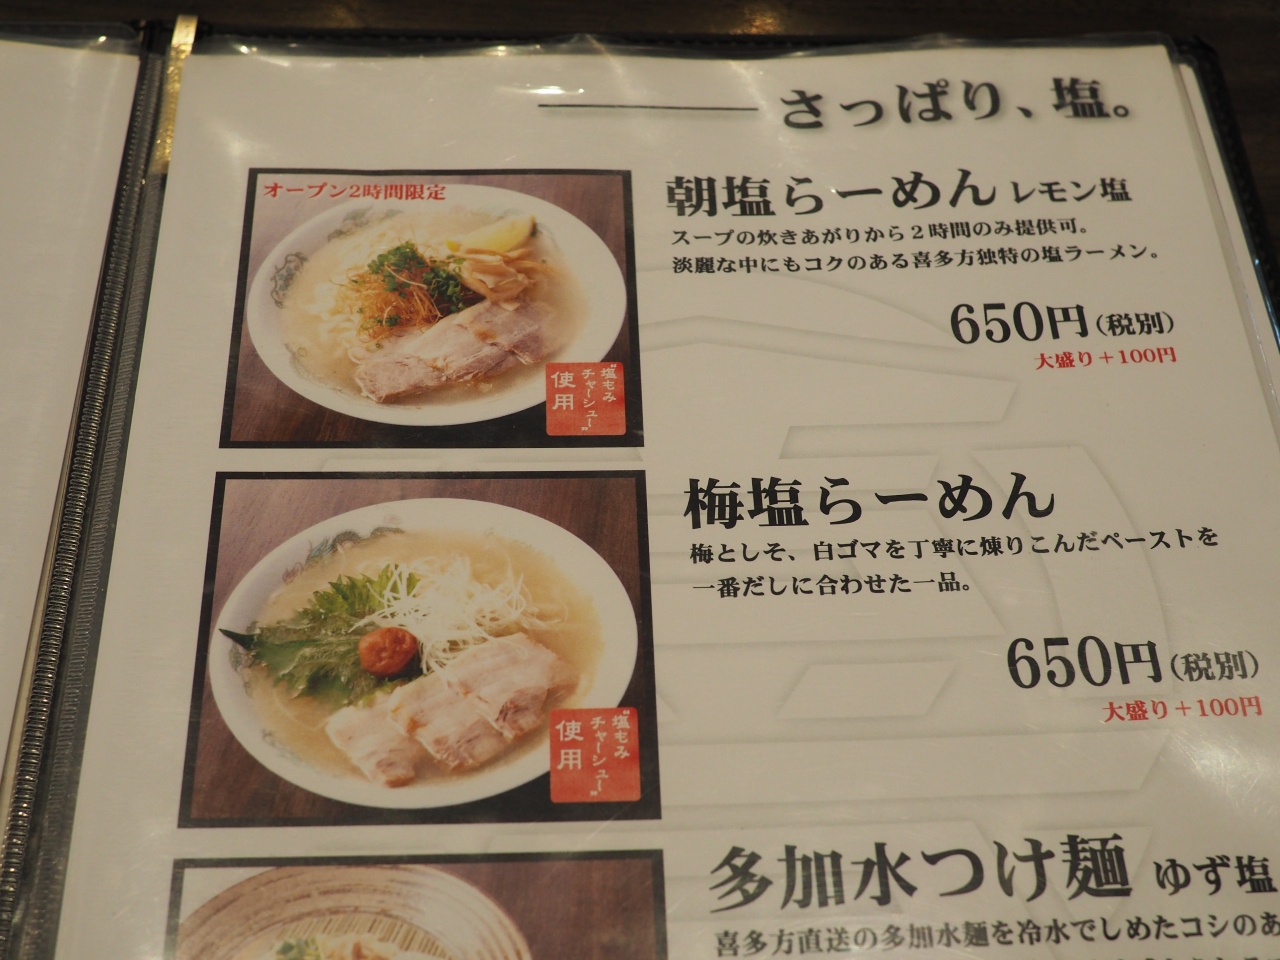 さっぱり、塩。
オープン2時間限定
朝塩らーめん レモン塩
スープの炊きあがりから２時間のみ提供可。
淡麗な中にもコクのある喜多方独特の塩ラーメン。
650円(税別)
大盛り＋100円
"塩もみ
チャーシュー"
使用
梅塩らーめん
梅としそ、白ゴマを丁寧に煉りこんだペーストを
一番だしに合わせた一品。
650円(税別)
大盛り＋100円
"塩もみ
チャーシュー"
使用
多加水つけ麺 ゆず塩
喜多方直送の多加水麺を冷水でしめたコシのあ